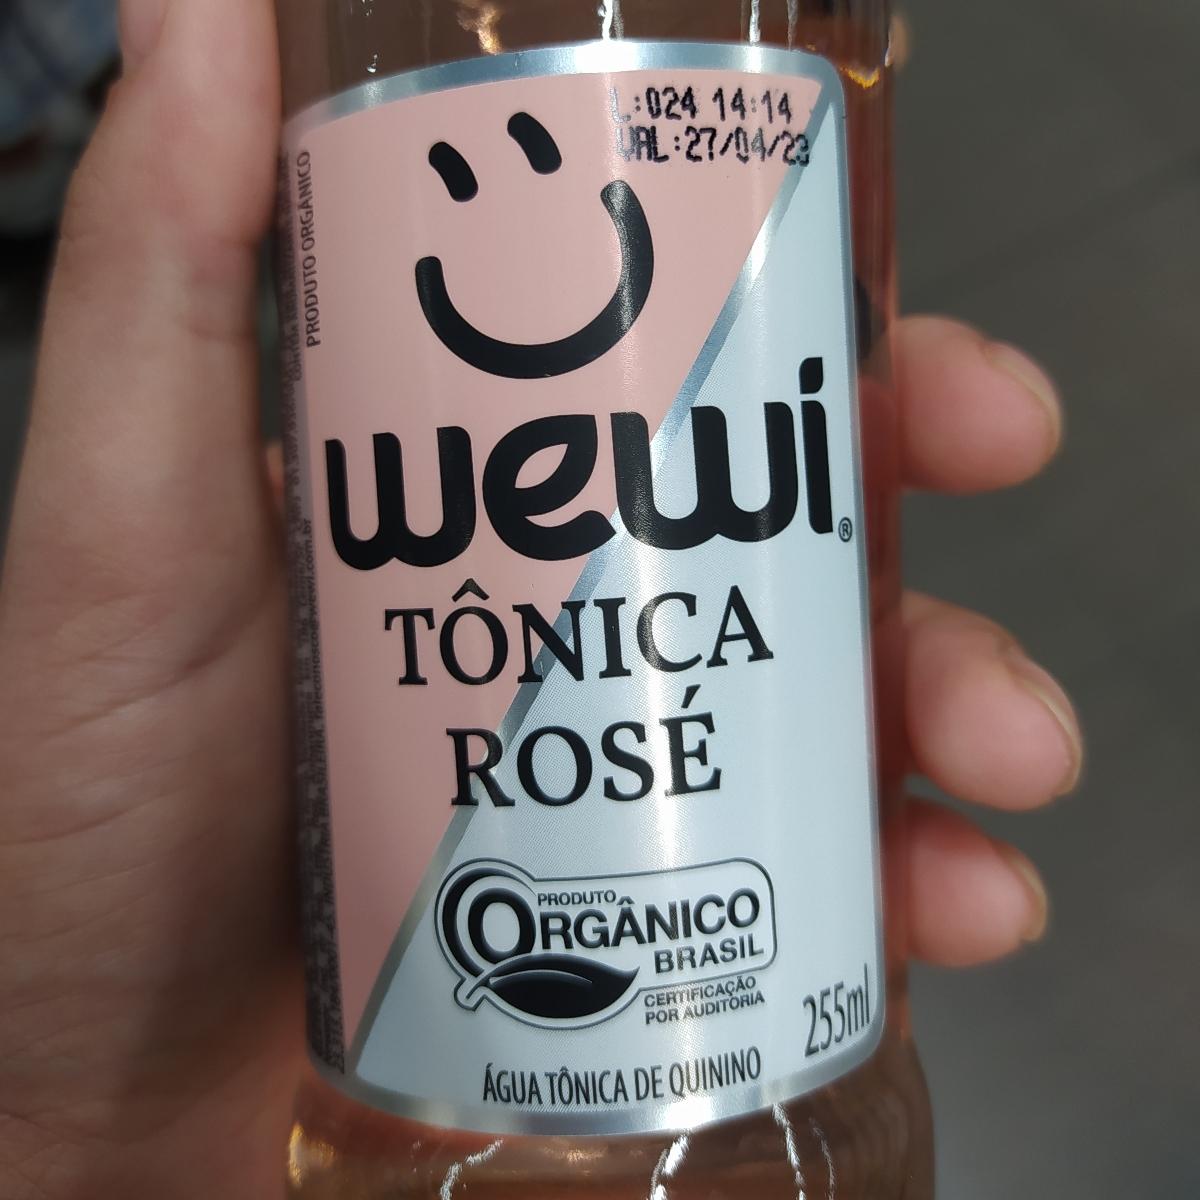 L:024 14:14
VAL:27/04/23
PRODUTO ORGÂNICO
wewi®
TÔNICA
ROSÉ
PRODUTO
ORGÂNICO
BRASIL
CERTIFICAÇÃO
POR AUDITORIA
255ml
ÁGUA TÔNICA DE QUININO